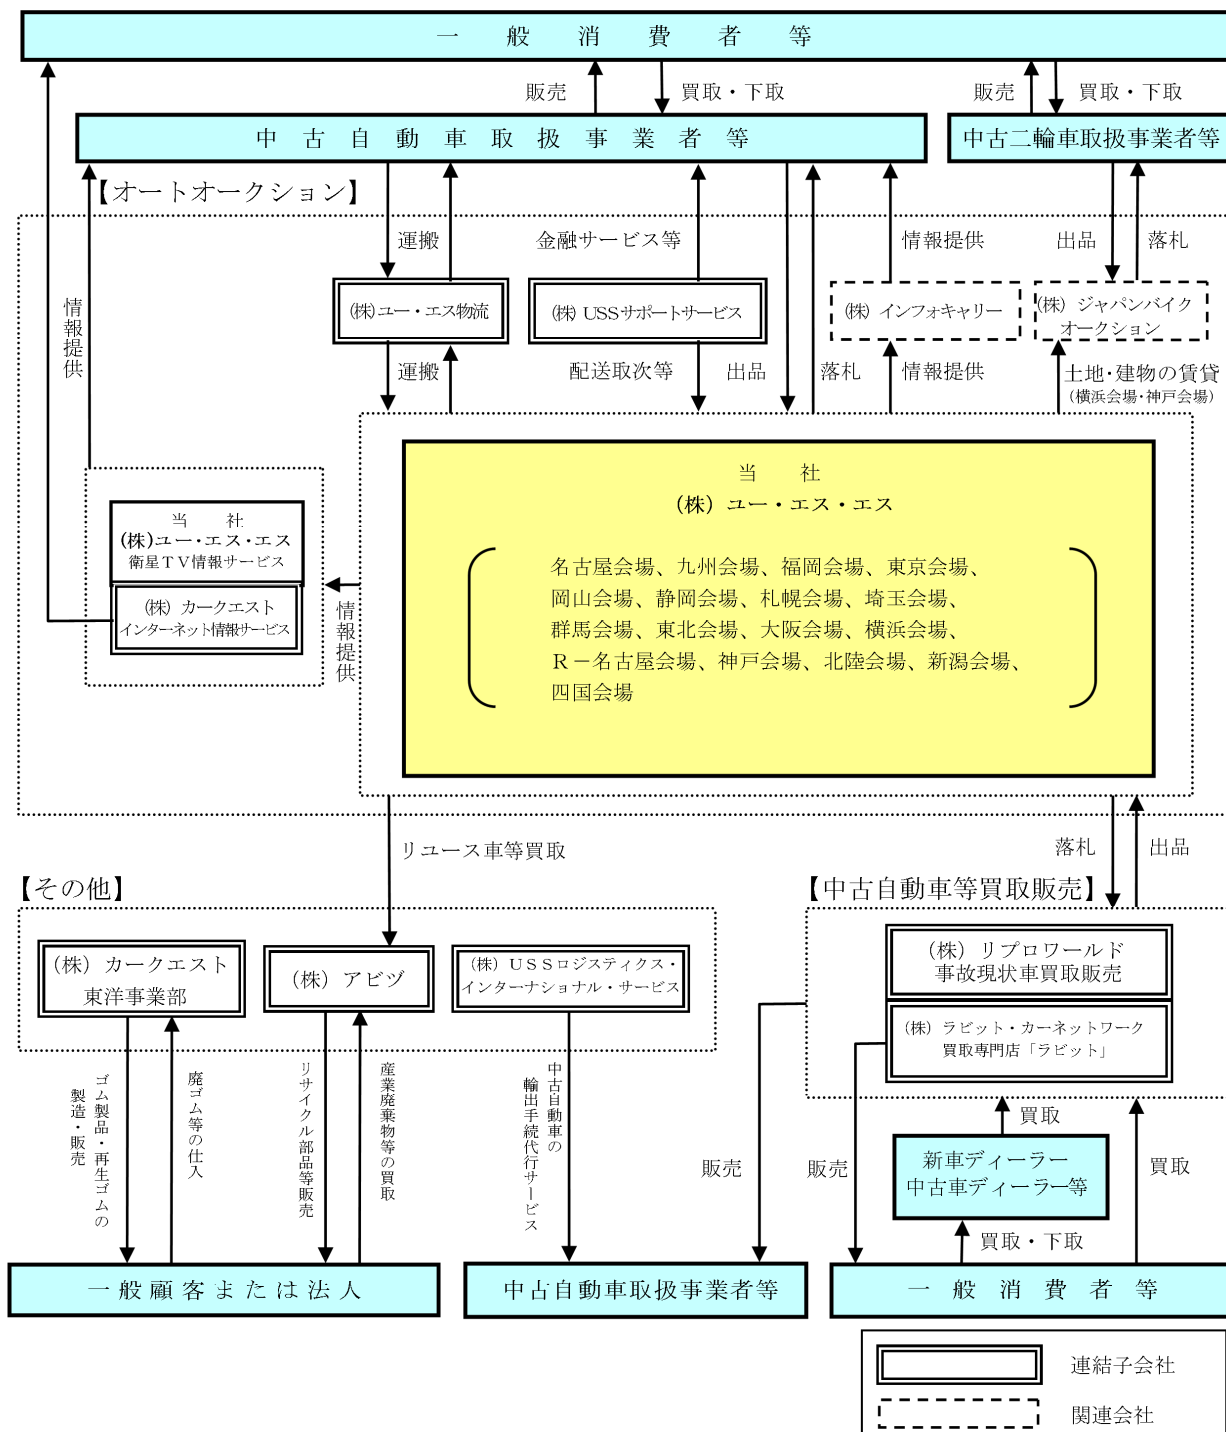 一般消費者等
販売
買取・下取
販売
買取・下取
中古自動車取扱事業者等
中古二輪車取扱事業者等
【オートオークション】
運搬
金融サービス等
情報提供
出品
落札
情報提供
(株)ユー・エス物流
(株) USSサポートサービス
(株) インフォキャリー
(株) ジャパンバイク
オークション
運搬
配送取次等
出品
落札
情報提供
土地・建物の賃貸
(横浜会場・神戸会場)
当社
(株) ユー・エス・エス
当社
(株)ユー・エス・エス
衛星TV情報サービス
(株) カークエスト
インターネット情報サービス
情報提供
名古屋会場、九州会場、福岡会場、東京会場、
岡山会場、静岡会場、札幌会場、埼玉会場、
群馬会場、東北会場、大阪会場、横浜会場、
R-名古屋会場、神戸会場、北陸会場、新潟会場、
四国会場
リユース車等買取
落札
出品
【その他】
【中古自動車等買取販売】
(株) カークエスト
東洋事業部
(株) アビヅ
(株) USSロジスティクス・
インターナショナル・サービス
(株) リプロワールド
事故現状車買取販売
(株) ラビット・カーネットワーク
買取専門店「ラビット」
ゴム製品・再生ゴムの
製造・販売
廃ゴム等の仕入
リサイクル部品等販売
産業廃棄物等の買取
中古自動車の
輸出手続代行サービス
販売
販売
買取
新車ディーラー
中古車ディーラー等
買取
買取・下取
一般顧客または法人
中古自動車取扱事業者等
一般消費者等
連結子会社
関連会社